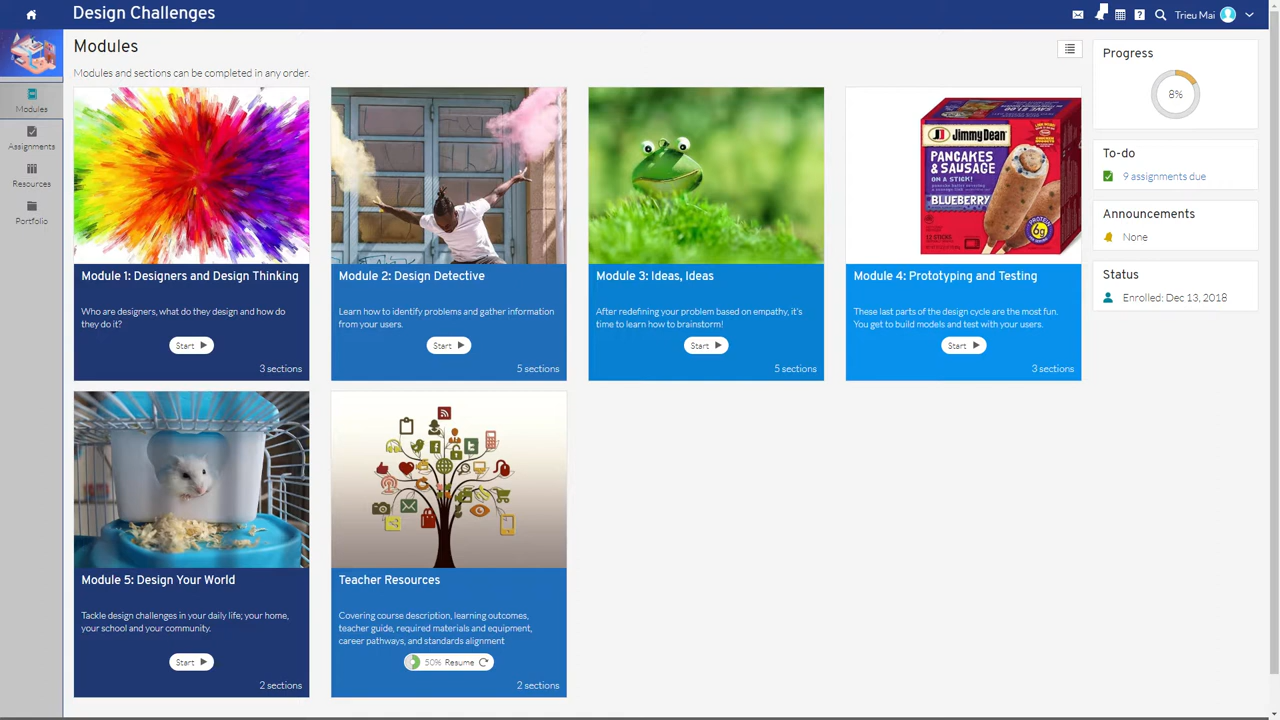 Design Challenges
Trieu Mai
Modules
Modules and sections can be completed in any order.
Modules
Assignments
Resources
Portfolio
Module 1: Designers and Design Thinking
Who are designers, what do they design and how do
they do it?
Start
3 sections
Module 2: Design Detective
Learn how to identify problems and gather information
from your users.
Start
5 sections
Module 3: Ideas, Ideas
After redefining your problem based on empathy, it's
time to learn how to brainstorm!
Start
5 sections
Jimmy Dean
PANCAKES
& SAUSAGE
ON A STICK!
BLUEBERRY
PROTEIN
6g
Module 4: Prototyping and Testing
These last parts of the design cycle are the most fun.
You get to build models and test with your users.
Start
3 sections
Module 5: Design Your World
Tackle design challenges in your daily life; your home,
your school and your community.
Start
2 sections
Teacher Resources
Covering course description, learning outcomes,
teacher guide, required materials and equipment,
career pathways, and standards alignment
50% Resume
2 sections
Progress
8%
To-do
9 assignments due
Announcements
None
Status
Enrolled: Dec 13, 2018